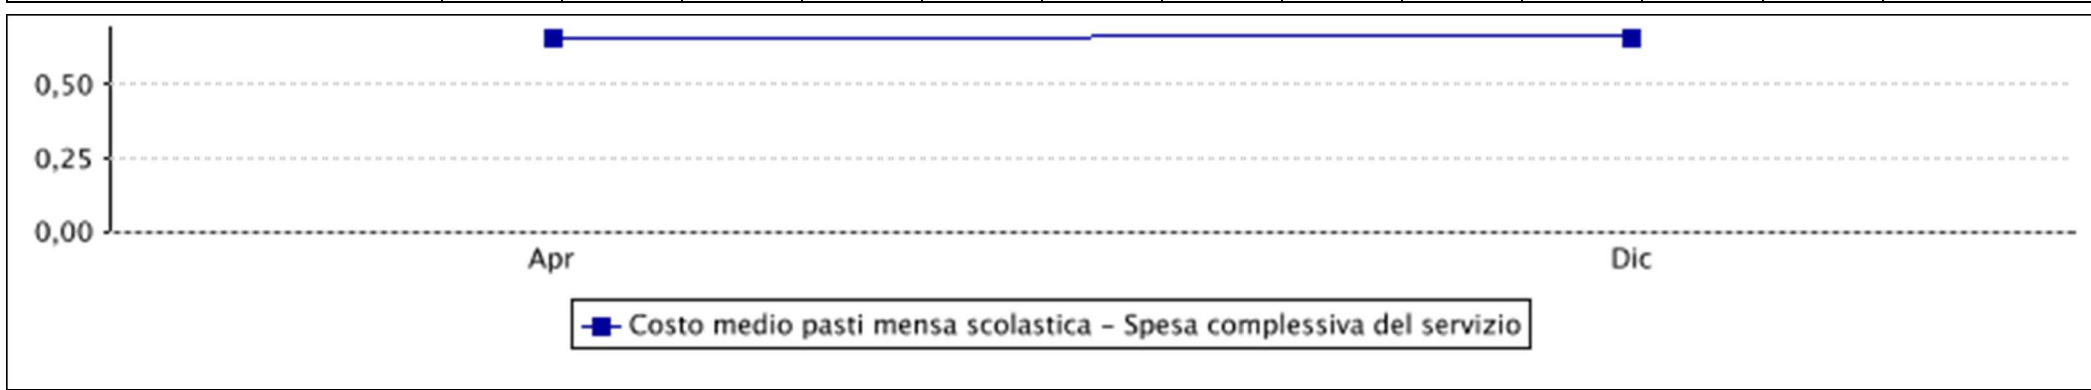 0,50
0,25
0,00
Apr Dic
Costo medio pasti mensa scolastica - Spesa complessiva del servizio